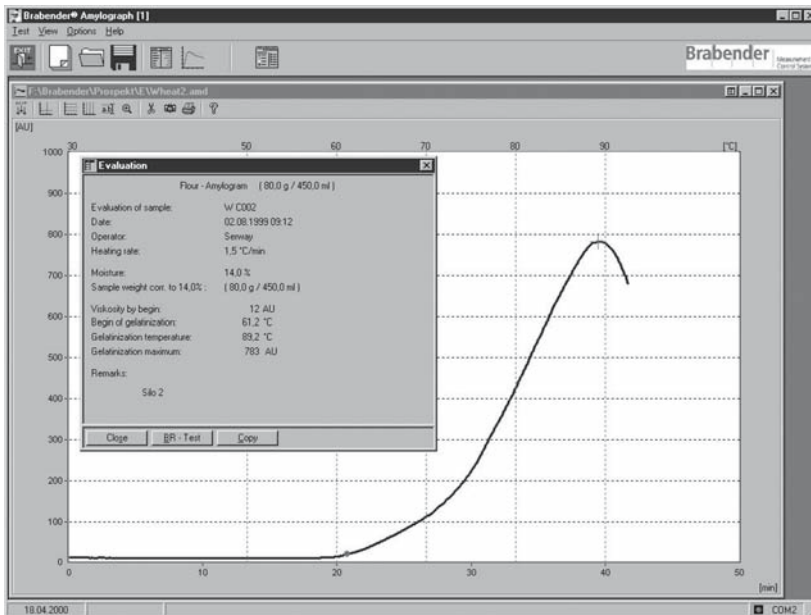 Brabender® Amylograph [1]
Test View Options Help
EXIT
Brabender
Measurement
Control Systems
F:\Brabender\Prospekt\E\Wheat2.amd
[AU]
30 50 60 70 80 90 [°C]
1000
900
800
700
600
500
400
300
200
100
0
0 10 20 30 40 50
[min]
Evaluation
Flour - Amylogram (80,0 g / 450,0 ml)
Evaluation of sample: W C002
Date: 02.08.1999 09:12
Operator: Senway
Heating rate: 1,5 °C/min
Moisture: 14,0 %
Sample weight corr. to 14,0% : (80,0 g / 450,0 ml)
Viskosity by begin: 12 AU
Begin of gelatinization: 61,2 °C
Gelatinization temperature: 89,2 °C
Gelatinization maximum: 783 AU
Remarks:
Silo 2
Close BR - Test Copy
18.04.2000 COM2